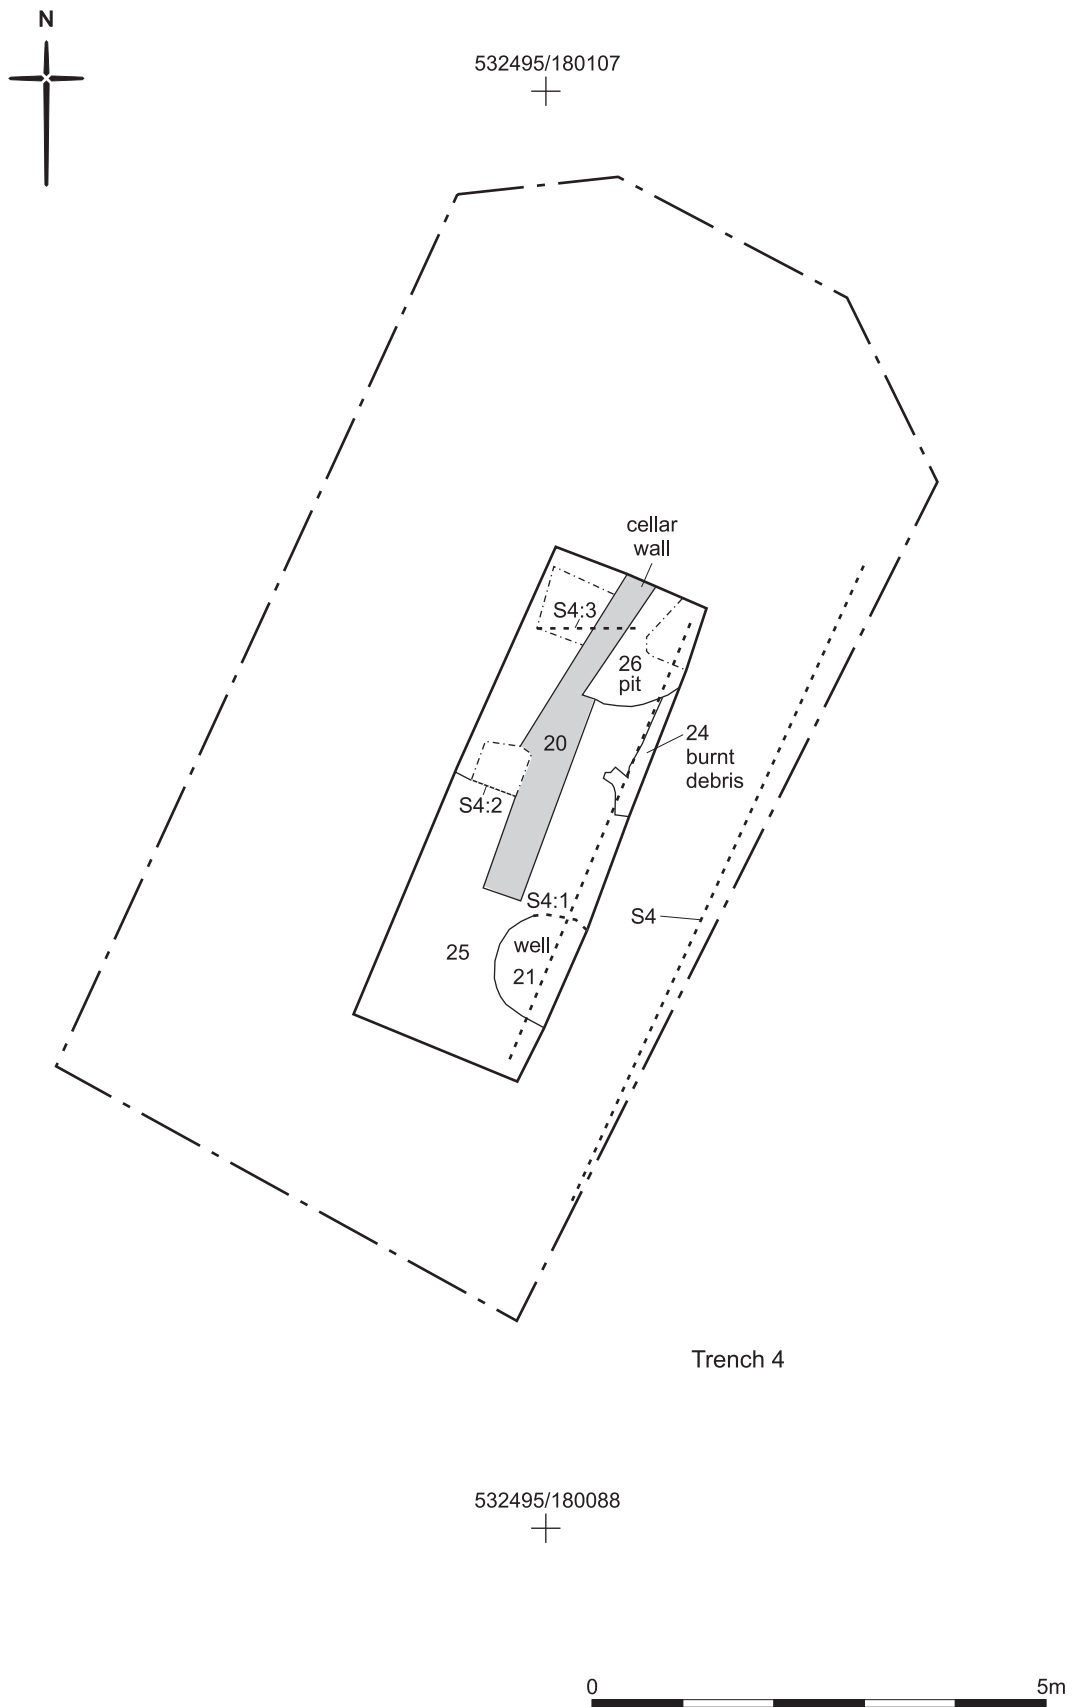 N
532495/180107
cellar
wall
S4:3
26
pit
20
24
burnt
debris
S4:2
S4:1
S4
well
25
21
Trench 4
532495/180088
0 5m